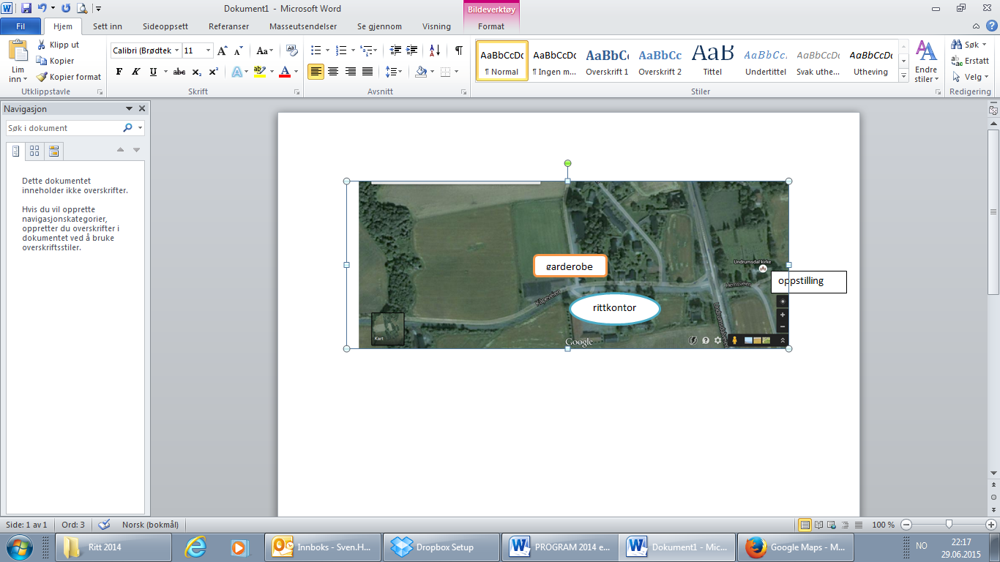 Dokument1 - Microsoft Word
Bildeverktøy
Fil
Hjem
Sett inn
Sideoppsett
Referanser
Masseutsendelser
Se gjennom
Visning
Format
Lim
inn
Klipp ut
Kopier
Kopier format
Utklippstavle
Calibri (Brødtek
11
Skrift
Avsnitt
AaBbCcDc
¶ Normal
AaBbCcDc
¶ Ingen m...
AaBbCc
Overskrift 1
AaBbCc
Overskrift 2
AaB
Tittel
AaBbCc.
Undertittel
AaBbCcDc
Svak uthe...
AaBbCcDc
Utheving
Endre
stiler
Stiler
Søk
Erstatt
Velg
Redigering
Navigasjon
Søk i dokument
Dette dokumentet
inneholder ikke overskrifter.
Hvis du vil opprette
navigasjonskategorier,
oppretter du overskrifter i
dokumentet ved å bruke
overskriftsstiler.
garderobe
Undrumsdal kirke
oppstilling
Hemsveien
Kåpeveien
rittkontor
Kart
Google
Side: 1 av 1
Ord: 3
Norsk (bokmål)
100 %
Ritt 2014
Innboks - Sven.H...
Dropbox Setup
PROGRAM 2014 e...
Dokument1 - Mic...
Google Maps - M...
NO
22:17
29.06.2015